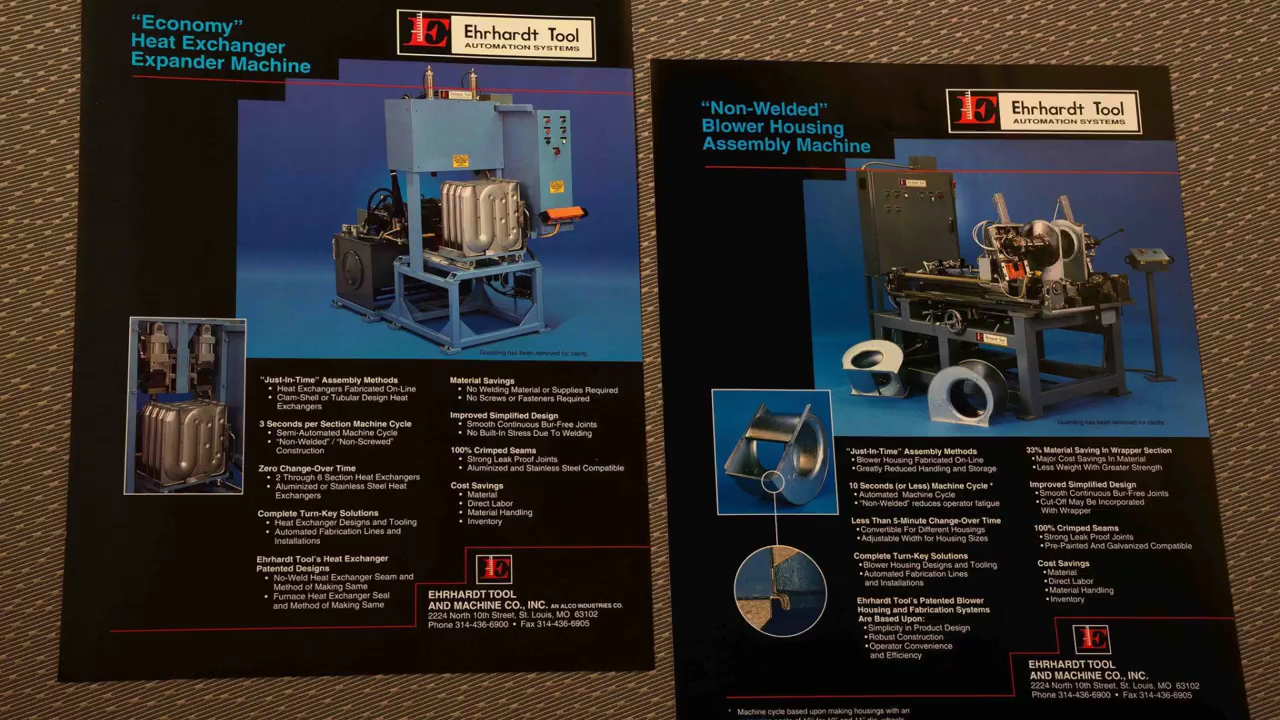 "Economy"
Heat Exchanger
Expander Machine
E Ehrhardt Tool
AUTOMATION SYSTEMS
Guarding has been removed for clarity.
"Just-In-Time" Assembly Methods
• Heat Exchangers Fabricated On-Line
• Clam-Shell or Tubular Design Heat
Exchangers
3 Seconds per Section Machine Cycle
• Semi-Automated Machine Cycle
• "Non-Welded" / "Non-Screwed"
Construction
Zero Change-Over Time
• 2 Through 6 Section Heat Exchangers
• Aluminized or Stainless Steel Heat
Exchangers
Complete Turn-Key Solutions
• Heat Exchanger Designs and Tooling
• Automated Fabrication Lines and
Installations
Ehrhardt Tool's Heat Exchanger
Patented Designs
• No-Weld Heat Exchanger Seam and
Method of Making Same
• Furnace Heat Exchanger Seal
and Method of Making Same
Material Savings
• No Welding Material or Supplies Required
• No Screws or Fasteners Required
Improved Simplified Design
• Smooth Continuous Bur-Free Joints
• No Built-In Stress Due To Welding
100% Crimped Seams
• Strong Leak Proof Joints
• Aluminized and Stainless Steel Compatible
Cost Savings
• Material
• Direct Labor
• Material Handling
• Inventory
E
EHRHARDT TOOL
AND MACHINE CO., INC. AN ALCO INDUSTRIES CO.
2224 North 10th Street, St. Louis, MO 63102
Phone 314-436-6900 • Fax 314-436-6905
"Non-Welded"
Blower Housing
Assembly Machine
E Ehrhardt Tool
AUTOMATION SYSTEMS
Ehrhardt Tool
Guarding has been removed for clarity.
"Just-In-Time" Assembly Methods
• Blower Housing Fabricated On-Line
• Greatly Reduced Handling and Storage
10 Seconds (or Less) Machine Cycle *
• Automated Machine Cycle
• "Non-Welded" reduces operator fatigue
Less Than 5-Minute Change-Over Time
• Convertible For Different Housings
• Adjustable Width for Housing Sizes
Complete Turn-Key Solutions
• Blower Housing Designs and Tooling
• Automated Fabrication Lines
and Installations
Ehrhardt Tool's Patented Blower
Housing and Fabrication Systems
Are Based Upon:
• Simplicity in Product Design
• Robust Construction
• Operator Convenience
and Efficiency
33% Material Saving In Wrapper Section
• Major Cost Savings In Material
• Less Weight With Greater Strength
Improved Simplified Design
• Smooth Continuous Bur-Free Joints
• Cut-Off May Be Incorporated
With Wrapper
100% Crimped Seams
• Strong Leak Proof Joints
• Pre-Painted And Galvanized Compatible
Cost Savings
• Material
• Direct Labor
• Material Handling
• Inventory
E
EHRHARDT TOOL
AND MACHINE CO., INC.
2224 North 10th Street, St. Louis, MO 63102
Phone 314-436-6900 • Fax 314-436-6905
* Machine cycle based upon making housings with an